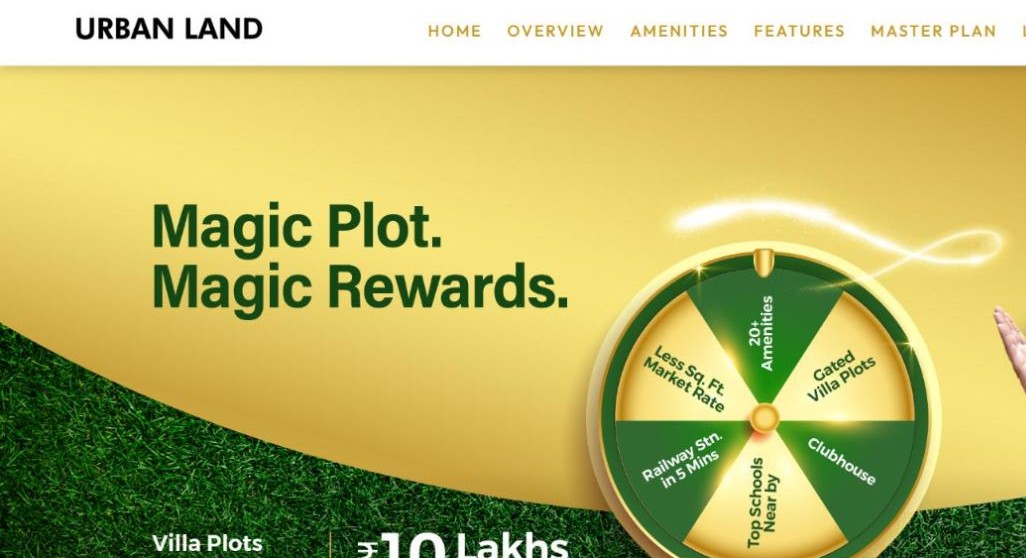 URBAN LAND
HOME OVERVIEW AMENITIES FEATURES MASTER PLAN
Magic Plot.
Magic Rewards.
20+
Amenities
Gated
Villa Plots
Clubhouse
Top Schools
Near by
Railway Stn.
in 5 Mins
Less Sq. Ft.
Market Rate
Villa Plots
₹10 Lakhs